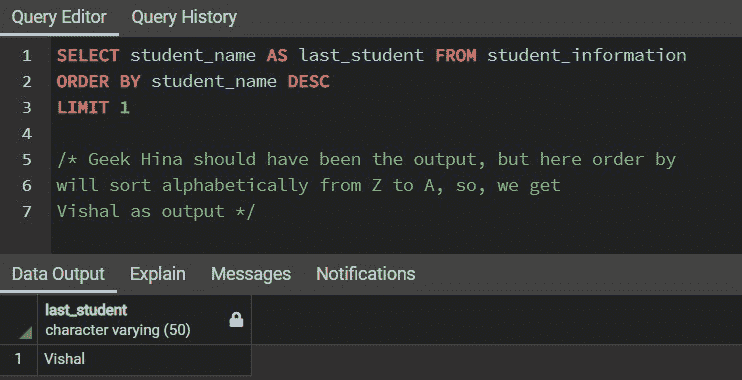 Query Editor Query History
1 SELECT student_name AS last_student FROM student_information
2 ORDER BY student_name DESC
3 LIMIT 1
4
5 /* Geek Hina should have been the output, but here order by
6 will sort alphabetically from Z to A, so, we get
7 Vishal as output */
Data Output Explain Messages Notifications
last_student
character varying (50)
1 Vishal